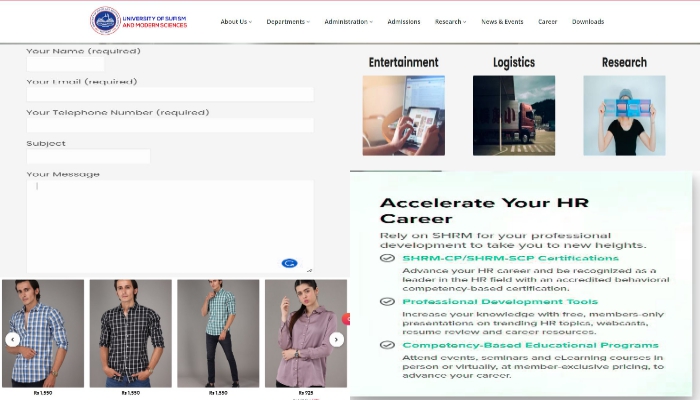 UNIVERSITY OF SUFISM
AND MODERN SCIENCES
About Us
Departments
Administration
Admissions
Research
News & Events
Career
Downloads
Your Name (required)
Your Email (required)
Your Telephone Number (required)
Subject
Your Message
Rs 1,550
Rs 1,550
Rs 1,550
Rs 925
Entertainment
Logistics
Research
Accelerate Your HR
Career
Rely on SHRM for your professional
development to take you to new heights.
SHRM-CP/SHRM-SCP Certifications
Advance your HR career and be recognized as a
leader in the HR field with an accredited behavioral
competency-based certification.
Professional Development Tools
Increase your knowledge with free, members-only
presentations on trending HR topics, webcasts,
resume review and career resources.
Competency-Based Educational Programs
Attend events, seminars and eLearning courses in
person or virtually, at member-exclusive pricing, to
advance your career.